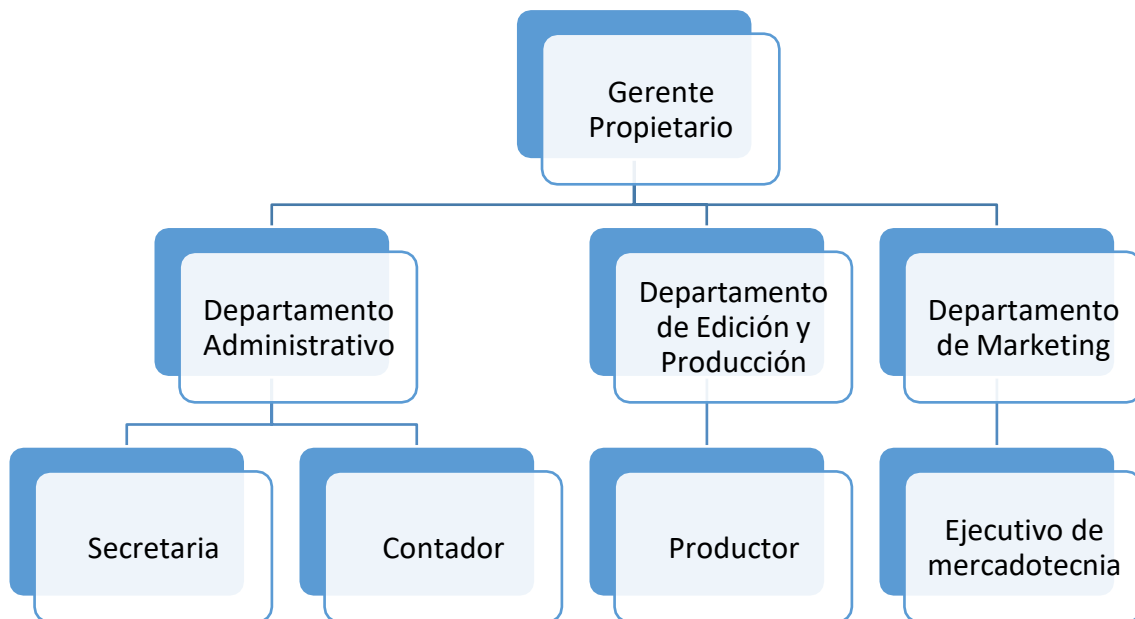 Gerente
Propietario
Departamento
Administrativo
Departamento
de Edición y
Producción
Departamento
de Marketing
Secretaria
Contador
Productor
Ejecutivo de
mercadotecnia